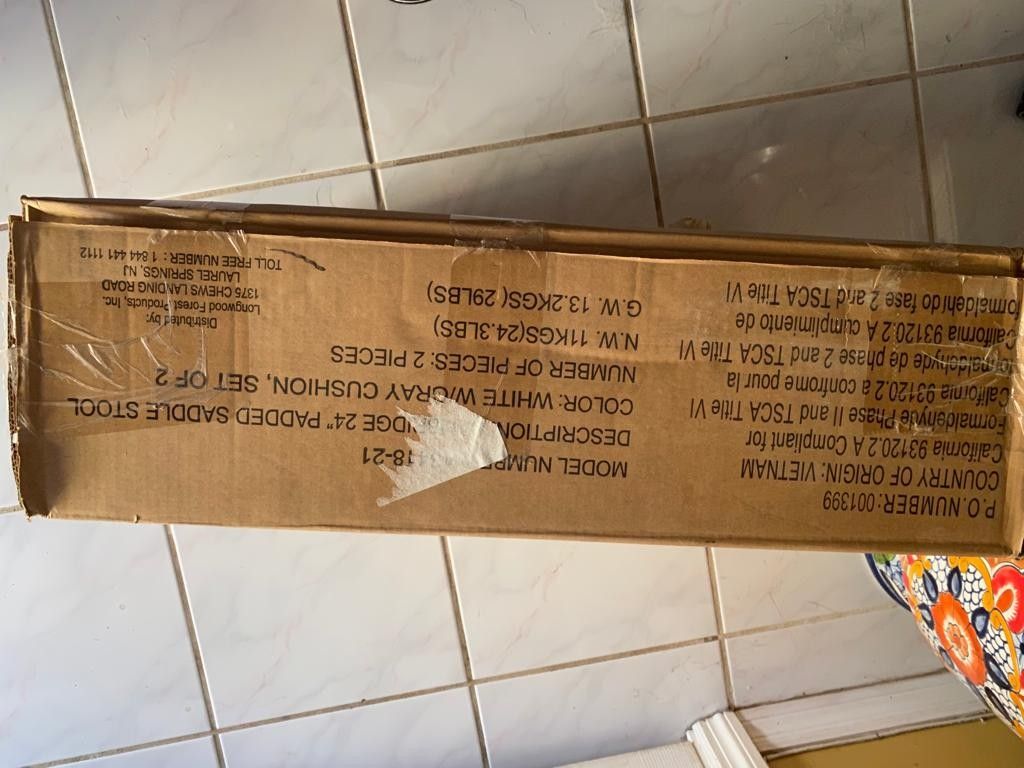 P.O.NUMBER:001399
COUNTRY OF ORIGIN: VIETNAM
California 93120.2 A Compliant for
Formaldehyde Phase II and TSCA Title VI
California 93120.2 a confrome pour la
formaldehyde de phase 2 and TSCA Title VI
California 93120.2 A cumplimiento de
formaldehido fase 2 and TSCA Title VI
MODEL 18-21
24" PADDED SADDLE STOOL
COLOR: WHITE W/GRAY CUSHION, SET OF 2
NUMBER OF PIECES: 2 PIECES
N.W. 11KGS(24.3LBS)
G.W. 13.2KGS( 29LBS)
Distributed by:
Longwood Forest Products, Inc.
1375 CHEWS LANDING ROAD
LAUREL SPRINGS, NJ
TOLL FREE NUMBER : 1 844 441 1112